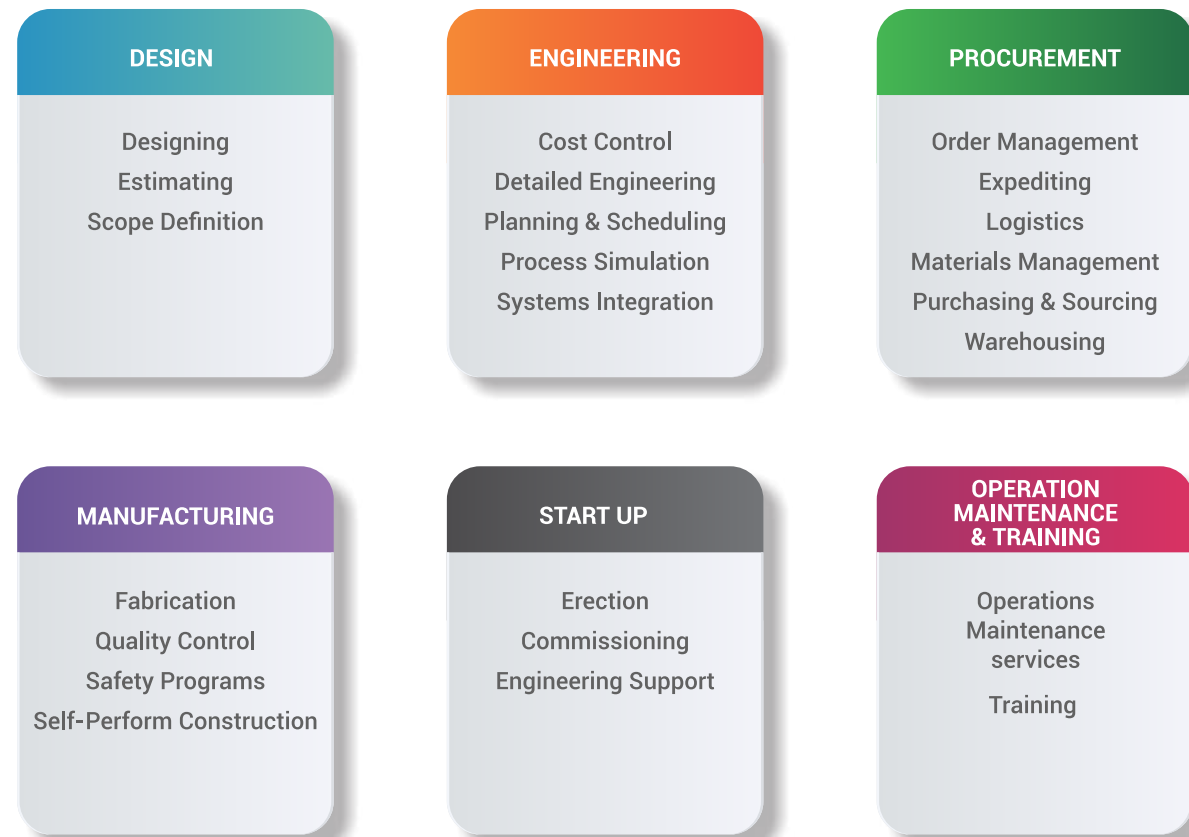 DESIGN
Designing
Estimating
Scope Definition
ENGINEERING
Cost Control
Detailed Engineering
Planning & Scheduling
Process Simulation
Systems Integration
PROCUREMENT
Order Management
Expediting
Logistics
Materials Management
Purchasing & Sourcing
Warehousing
MANUFACTURING
Fabrication
Quality Control
Safety Programs
Self-Perform Construction
START UP
Erection
Commissioning
Engineering Support
OPERATION
MAINTENANCE
& TRAINING
Operations
Maintenance
services
Training